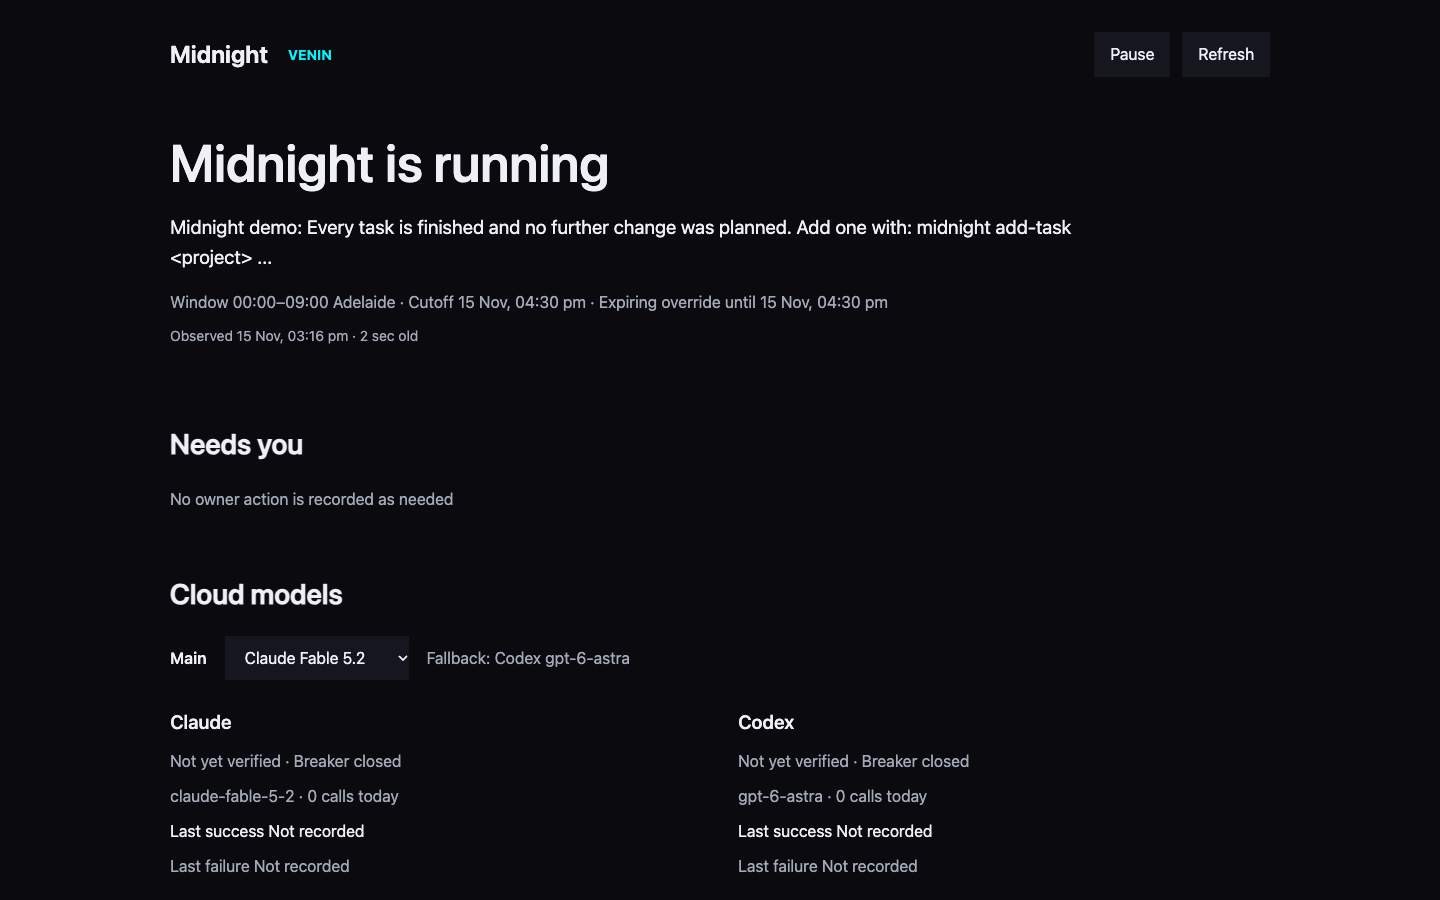 Midnight VENIN Pause Refresh
Midnight is running
Midnight demo: Every task is finished and no further change was planned. Add one with: midnight add-task
<project> ...
Window 00:00–09:00 Adelaide · Cutoff 15 Nov, 04:30 pm · Expiring override until 15 Nov, 04:30 pm
Observed 15 Nov, 03:16 pm · 2 sec old
Needs you
No owner action is recorded as needed
Cloud models
Main Claude Fable 5.2 Fallback: Codex gpt-6-astra
Claude
Not yet verified · Breaker closed
claude-fable-5-2 · 0 calls today
Last success Not recorded
Last failure Not recorded
Codex
Not yet verified · Breaker closed
gpt-6-astra · 0 calls today
Last success Not recorded
Last failure Not recorded